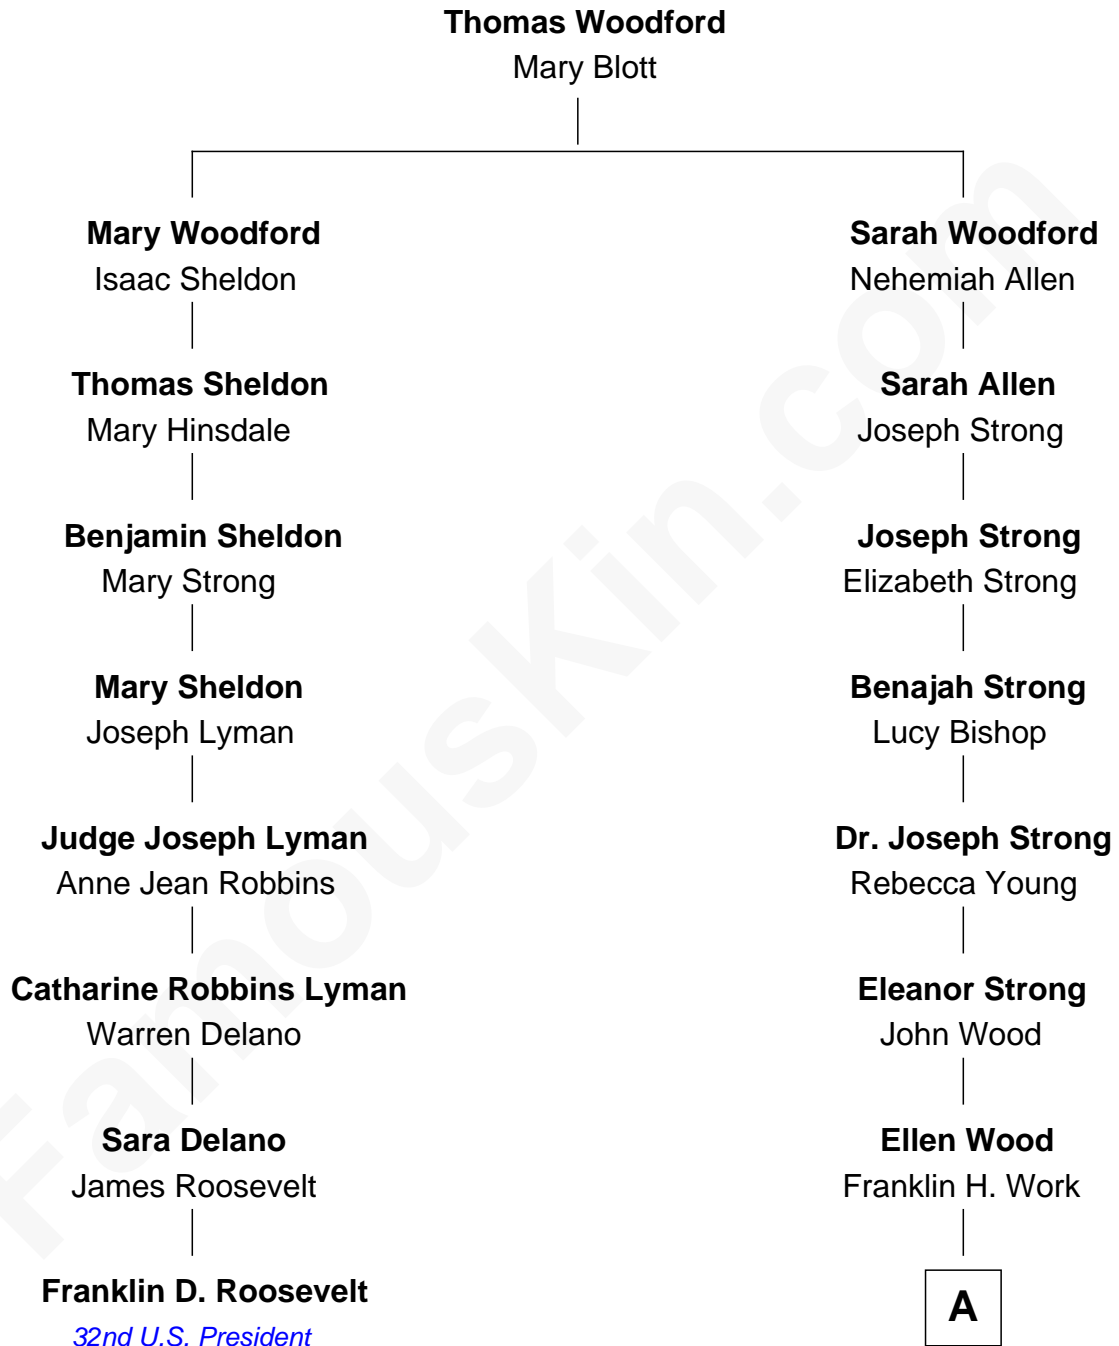 Thomas Woodford
Mary Blott
Mary Woodford
Isaac Sheldon
Sarah Woodford
Nehemiah Allen
Thomas Sheldon
Mary Hinsdale
Sarah Allen
Joseph Strong
Benjamin Sheldon
Mary Strong
Joseph Strong
Elizabeth Strong
Mary Sheldon
Joseph Lyman
Benajah Strong
Lucy Bishop
Judge Joseph Lyman
Anne Jean Robbins
Dr. Joseph Strong
Rebecca Young
Catharine Robbins Lyman
Warren Delano
Eleanor Strong
John Wood
Sara Delano
James Roosevelt
Ellen Wood
Franklin H. Work
Franklin D. Roosevelt
32nd U.S. President
A
FamousKin.com